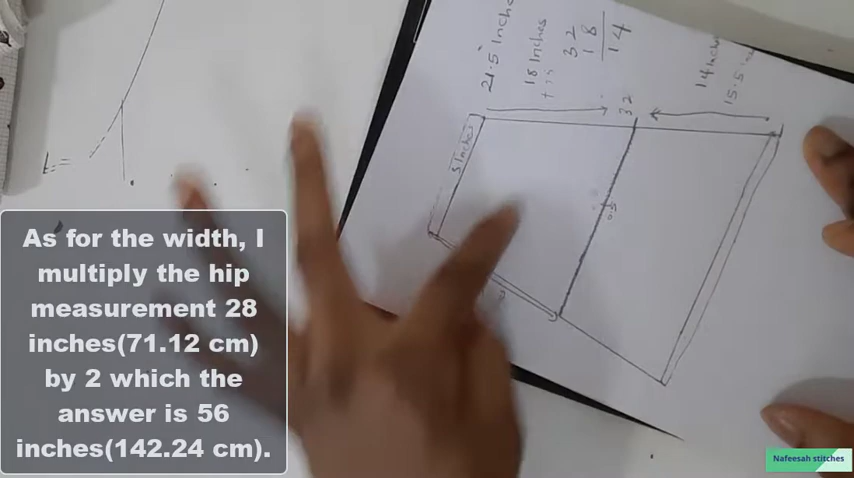 As for the width, I
multiply the hip
measurement 28
inches(71.12 cm)
by 2 which the
answer is 56
inches(142.24 cm).
21.5 Inches
18 Inches
32
18
14
14 Inch
15.5
32
5 Inches
Nafeesah stitches